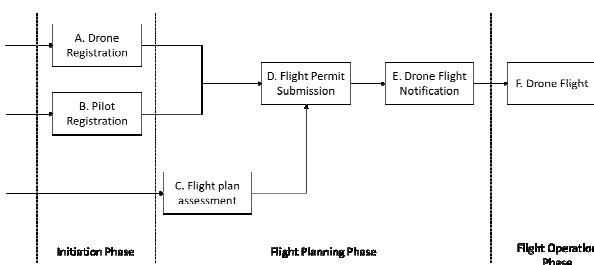 A. Drone
Registration
D. Flight Permit
Submission
E. Drone Flight
Notification
F. Drone Flight
B. Pilot
Registration
C. Flight plan
assessment
Initiation Phase
Flight Planning Phase
Flight Operation
Phase